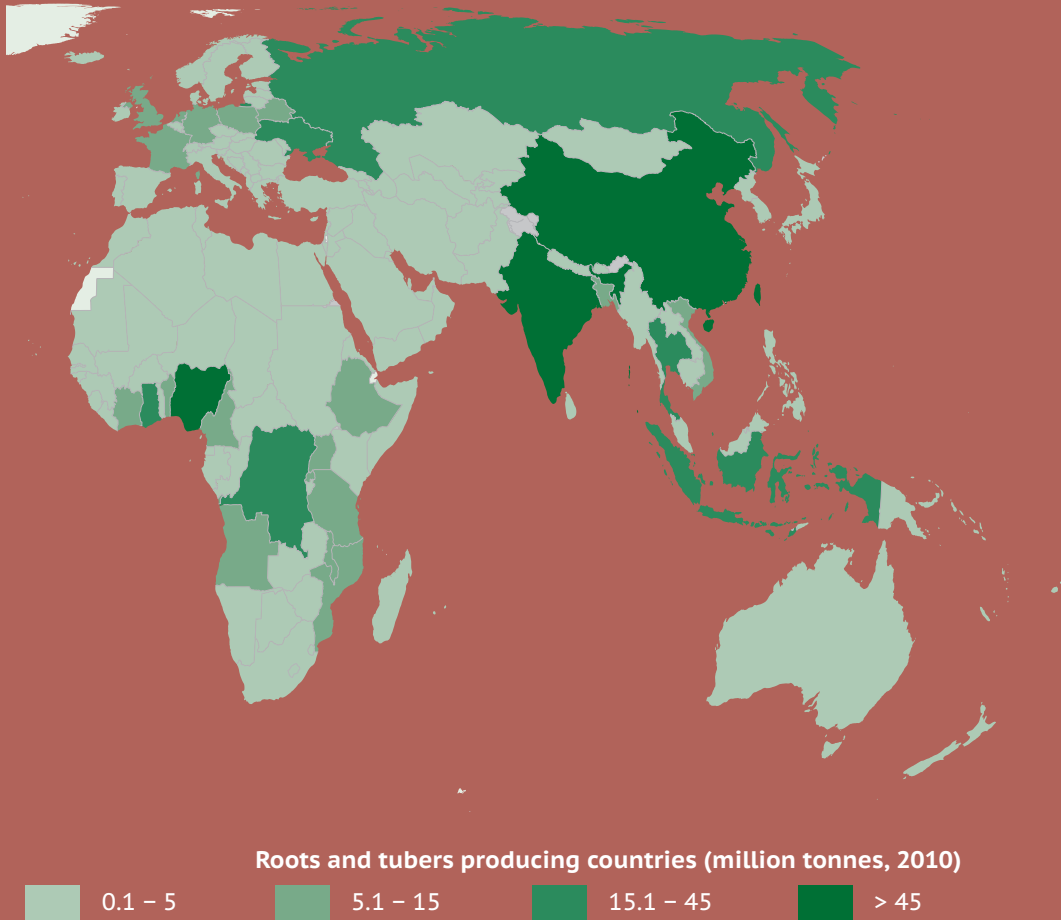 Roots and tubers producing countries (million tonnes, 2010)
0.1 – 5 5.1 – 15 15.1 – 45 > 45